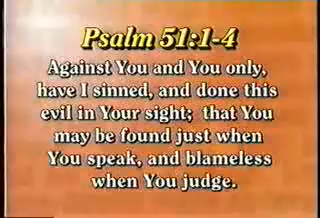 Psalm 51:1-4
Against You and You only,
have I sinned, and done this
evil in Your sight;  that You
may be found just when
You speak, and blameless
when You judge.